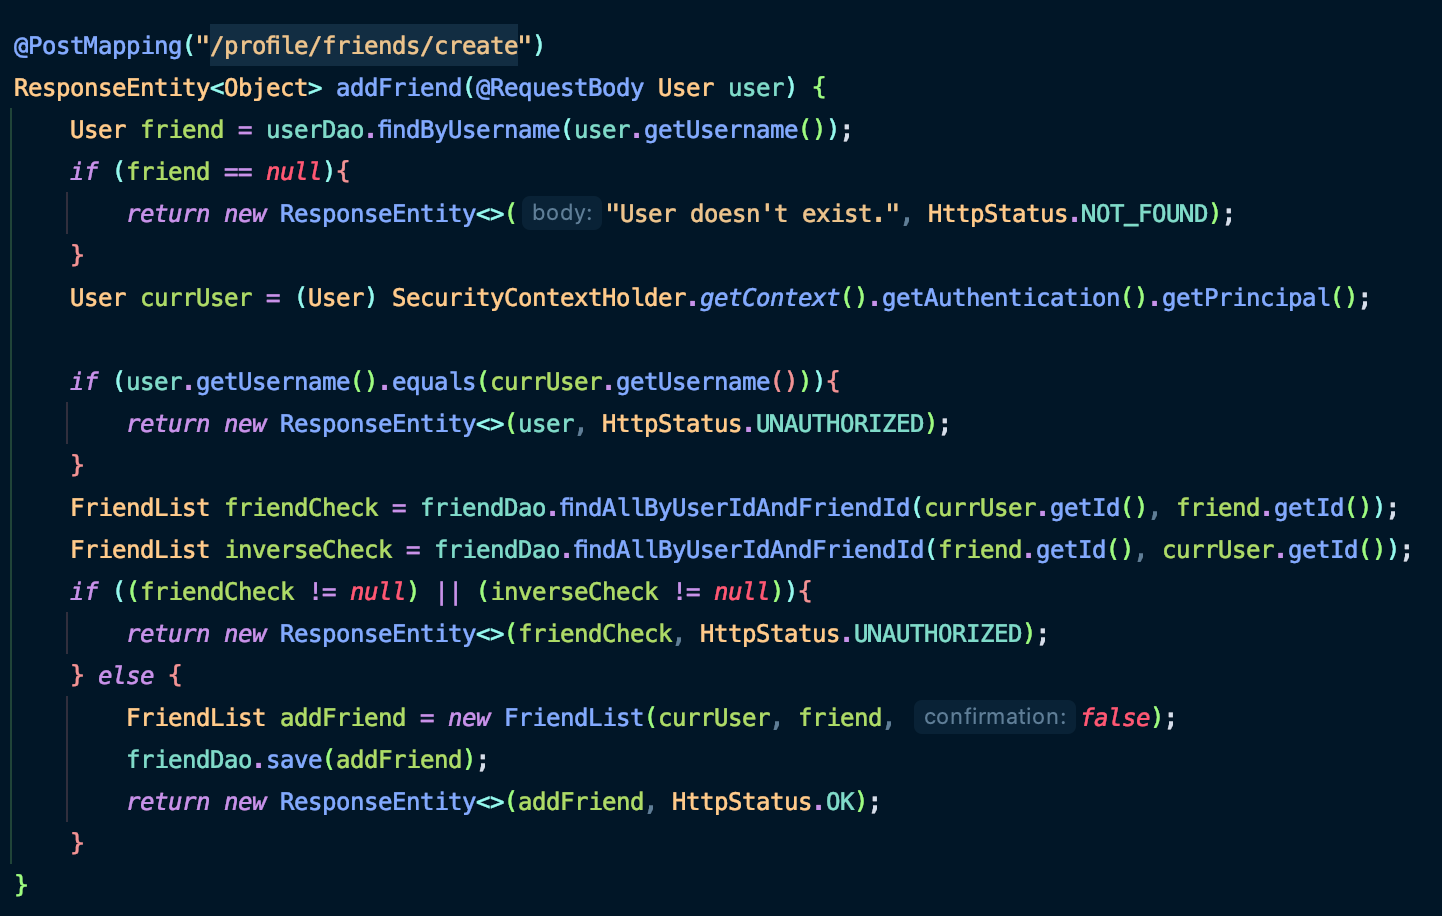 @PostMapping("/profile/friends/create")
ResponseEntity<Object> addFriend(@RequestBody User user) {
    User friend = userDao.findByUsername(user.getUsername());
    if (friend == null){
        return new ResponseEntity<>( body: "User doesn't exist.", HttpStatus.NOT_FOUND);
    }
    User currUser = (User) SecurityContextHolder.getContext().getAuthentication().getPrincipal();

    if (user.getUsername().equals(currUser.getUsername())){
        return new ResponseEntity<>(user, HttpStatus.UNAUTHORIZED);
    }
    FriendList friendCheck = friendDao.findAllByUserIdAndFriendId(currUser.getId(), friend.getId());
    FriendList inverseCheck = friendDao.findAllByUserIdAndFriendId(friend.getId(), currUser.getId());
    if ((friendCheck != null) || (inverseCheck != null)){
        return new ResponseEntity<>(friendCheck, HttpStatus.UNAUTHORIZED);
    } else {
        FriendList addFriend = new FriendList(currUser, friend, confirmation: false);
        friendDao.save(addFriend);
        return new ResponseEntity<>(addFriend, HttpStatus.OK);
    }
}